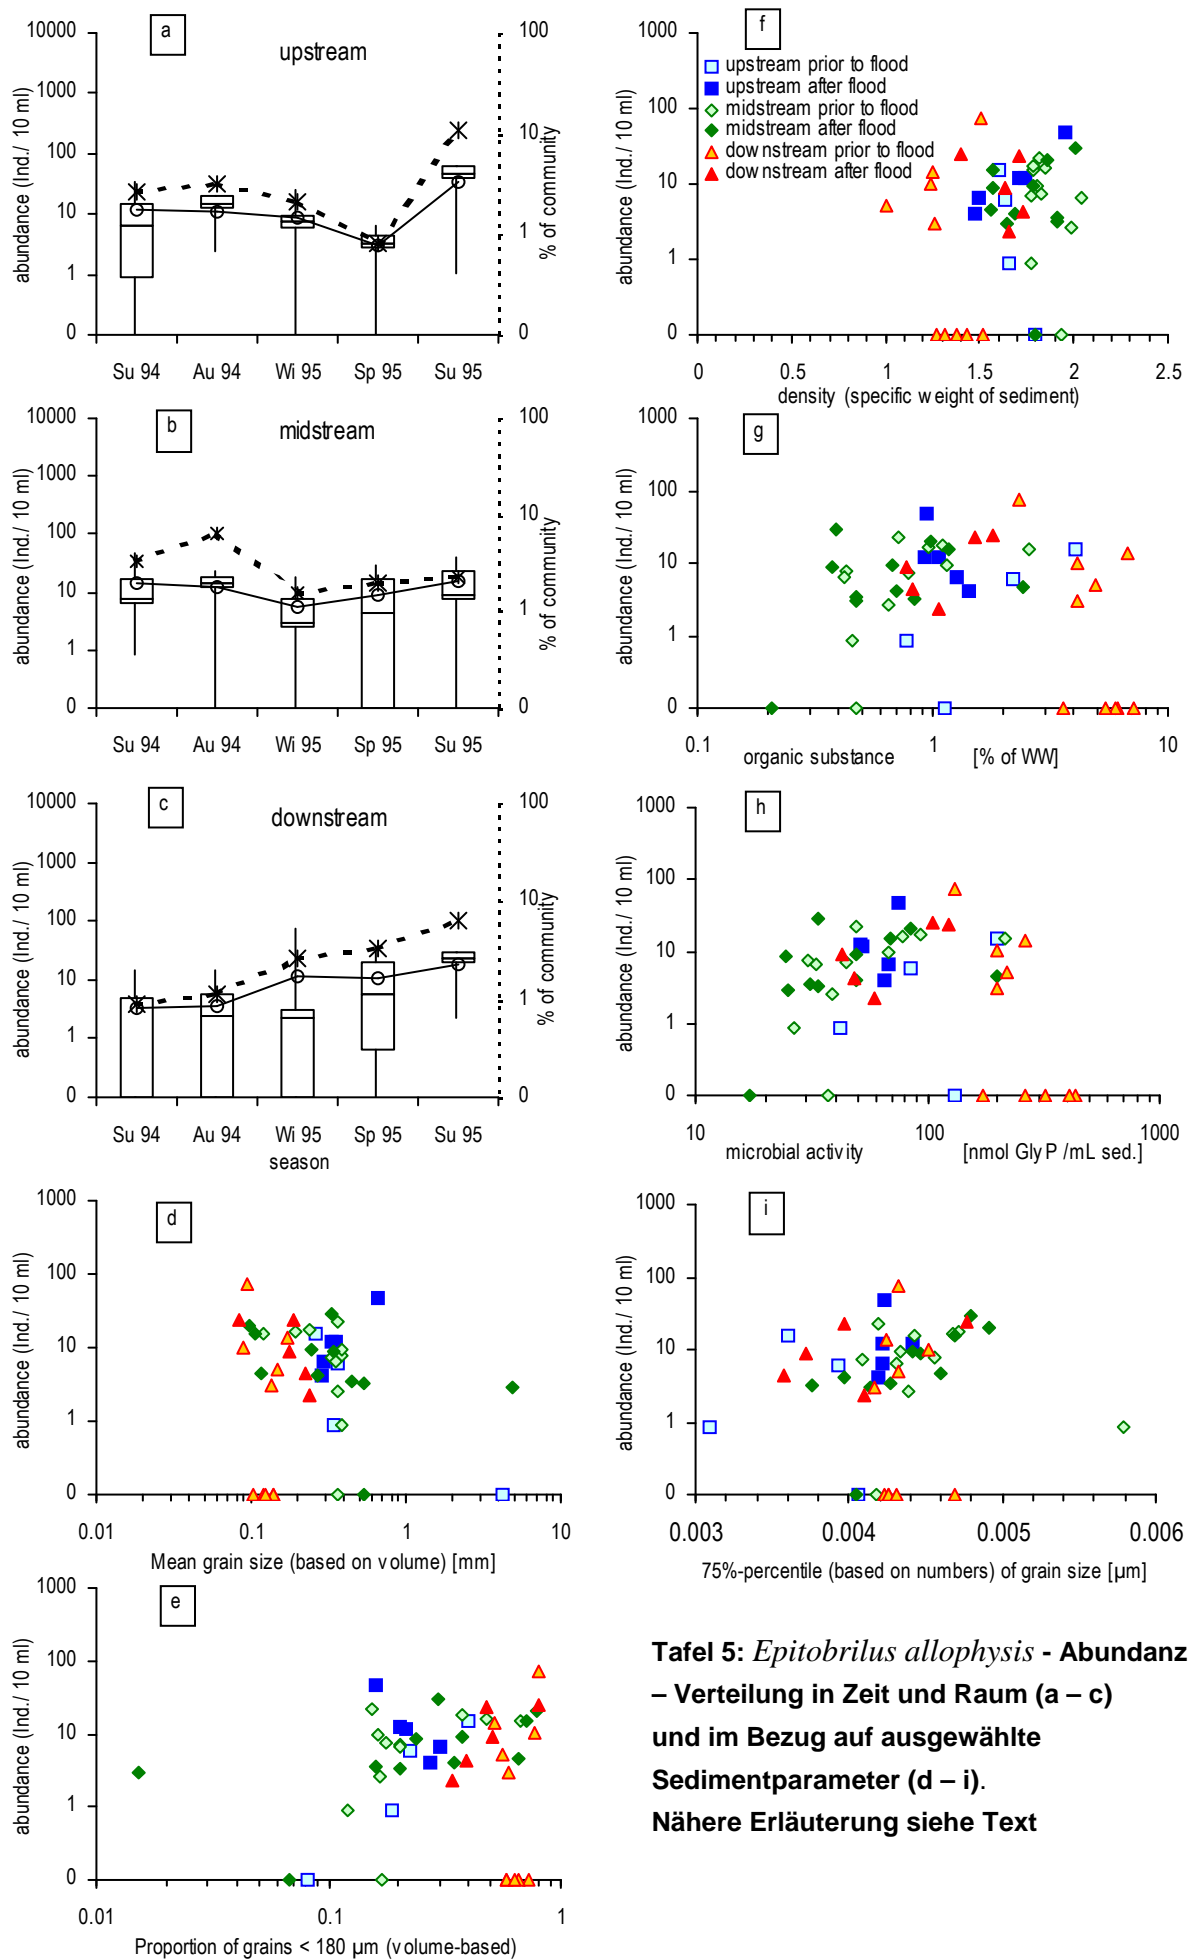 a
upstream
abundance (Ind./ 10 ml)
10000
1000
100
10
1
0
100
10
1
0
% of community
Su 94 Au 94 Wi 95 Sp 95 Su 95
b
midstream
abundance (Ind./ 10 ml)
10000
1000
100
10
1
0
100
10
1
0
% of community
Su 94 Au 94 Wi 95 Sp 95 Su 95
c
downstream
abundance (Ind./ 10 ml)
10000
1000
100
10
1
0
100
10
1
0
% of community
Su 94 Au 94 Wi 95 Sp 95 Su 95
season
d
abundance (Ind./ 10 ml)
1000
100
10
1
0
0.01 0.1 1 10
Mean grain size (based on volume) [mm]
e
abundance (Ind./ 10 ml)
1000
100
10
1
0
0.01 0.1 1
Proportion of grains < 180 µm (volume-based)
f
upstream prior to flood
upstream after flood
midstream prior to flood
midstream after flood
downstream prior to flood
downstream after flood
abundance (Ind./ 10 ml)
1000
100
10
1
0
0 0.5 1 1.5 2 2.5
density (specific weight of sediment)
g
abundance (Ind./ 10 ml)
1000
100
10
1
0
0.1 1 10
organic substance [% of WW]
h
abundance (Ind./ 10 ml)
1000
100
10
1
0
10 100 1000
microbial activity [nmol GlyP /mL sed.]
i
abundance (Ind./ 10 ml)
1000
100
10
1
0
0.003 0.004 0.005 0.006
75%-percentile (based on numbers) of grain size [µm]
Tafel 5: Epitobrilus allophysis - Abundanz
– Verteilung in Zeit und Raum (a – c)
und im Bezug auf ausgewählte
Sedimentparameter (d – i).
Nähere Erläuterung siehe Text